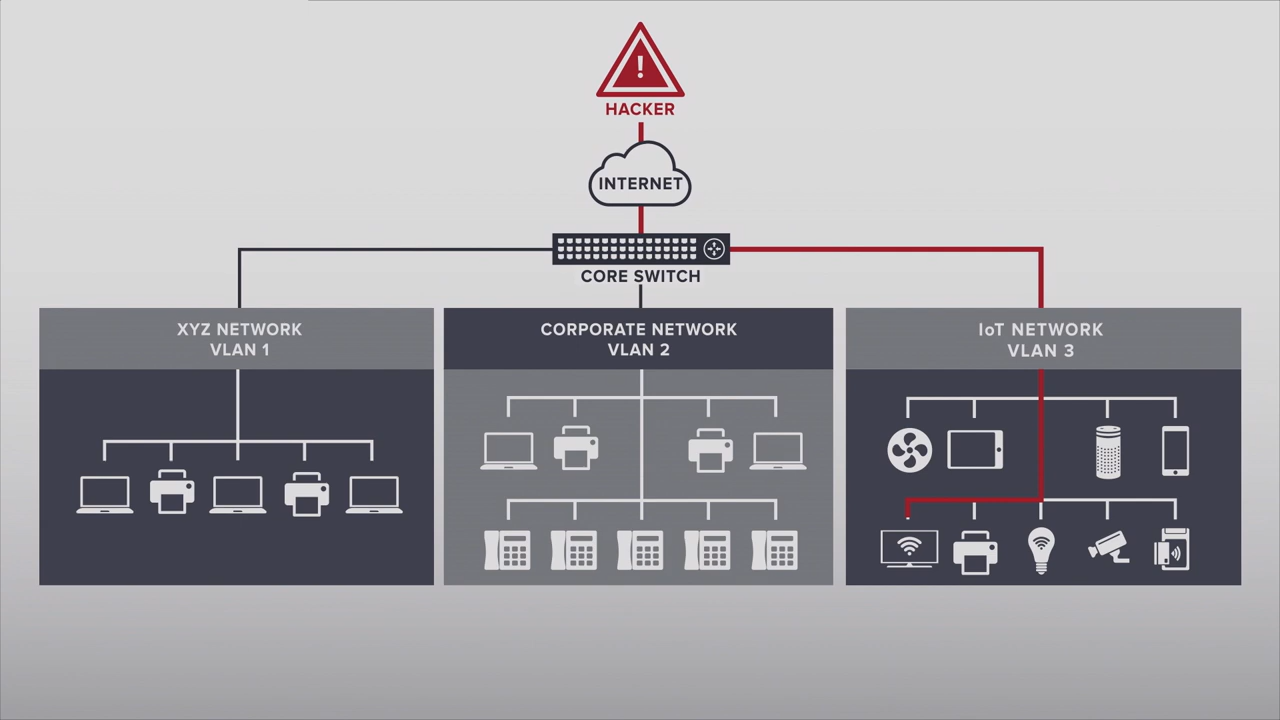 HACKER
INTERNET
CORE SWITCH
XYZ NETWORK
VLAN 1
CORPORATE NETWORK
VLAN 2
IoT NETWORK
VLAN 3